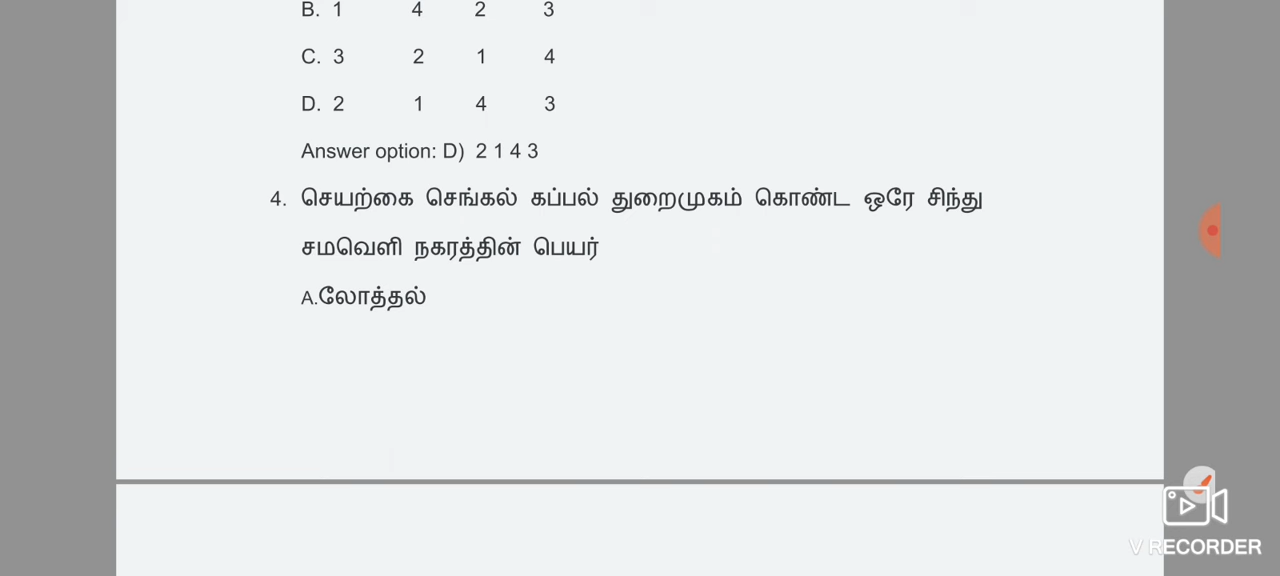 B. 1 4 2 3
C. 3 2 1 4
D. 2 1 4 3
Answer option: D) 2 1 4 3
4. செயற்கை செங்கல் கப்பல் துறைமுகம் கொண்ட ஒரே சிந்து
சமவெளி நகரத்தின் பெயர்
A.லோத்தல்
V RECORDER